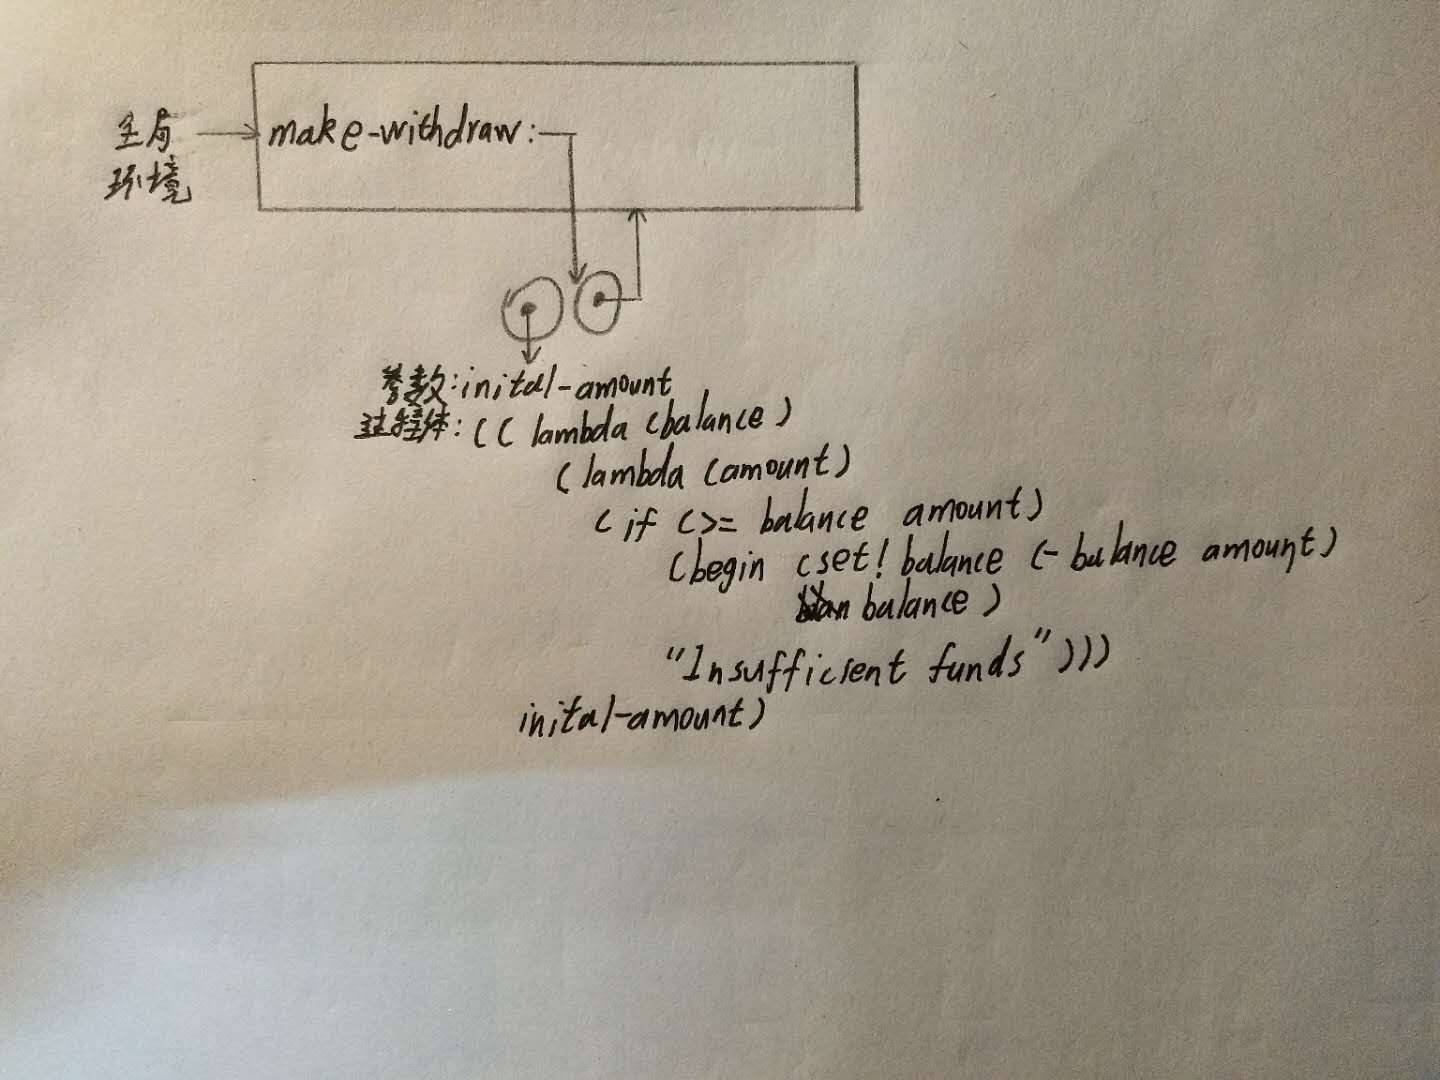 全局
环境
make-withdraw:
参数:inital-amount
过程体:(( lambda (balance)
(lambda (amount)
(if (>= balance amount)
(begin (set! balance (- balance amount)
balance)
"Insufficient funds")))
inital-amount)